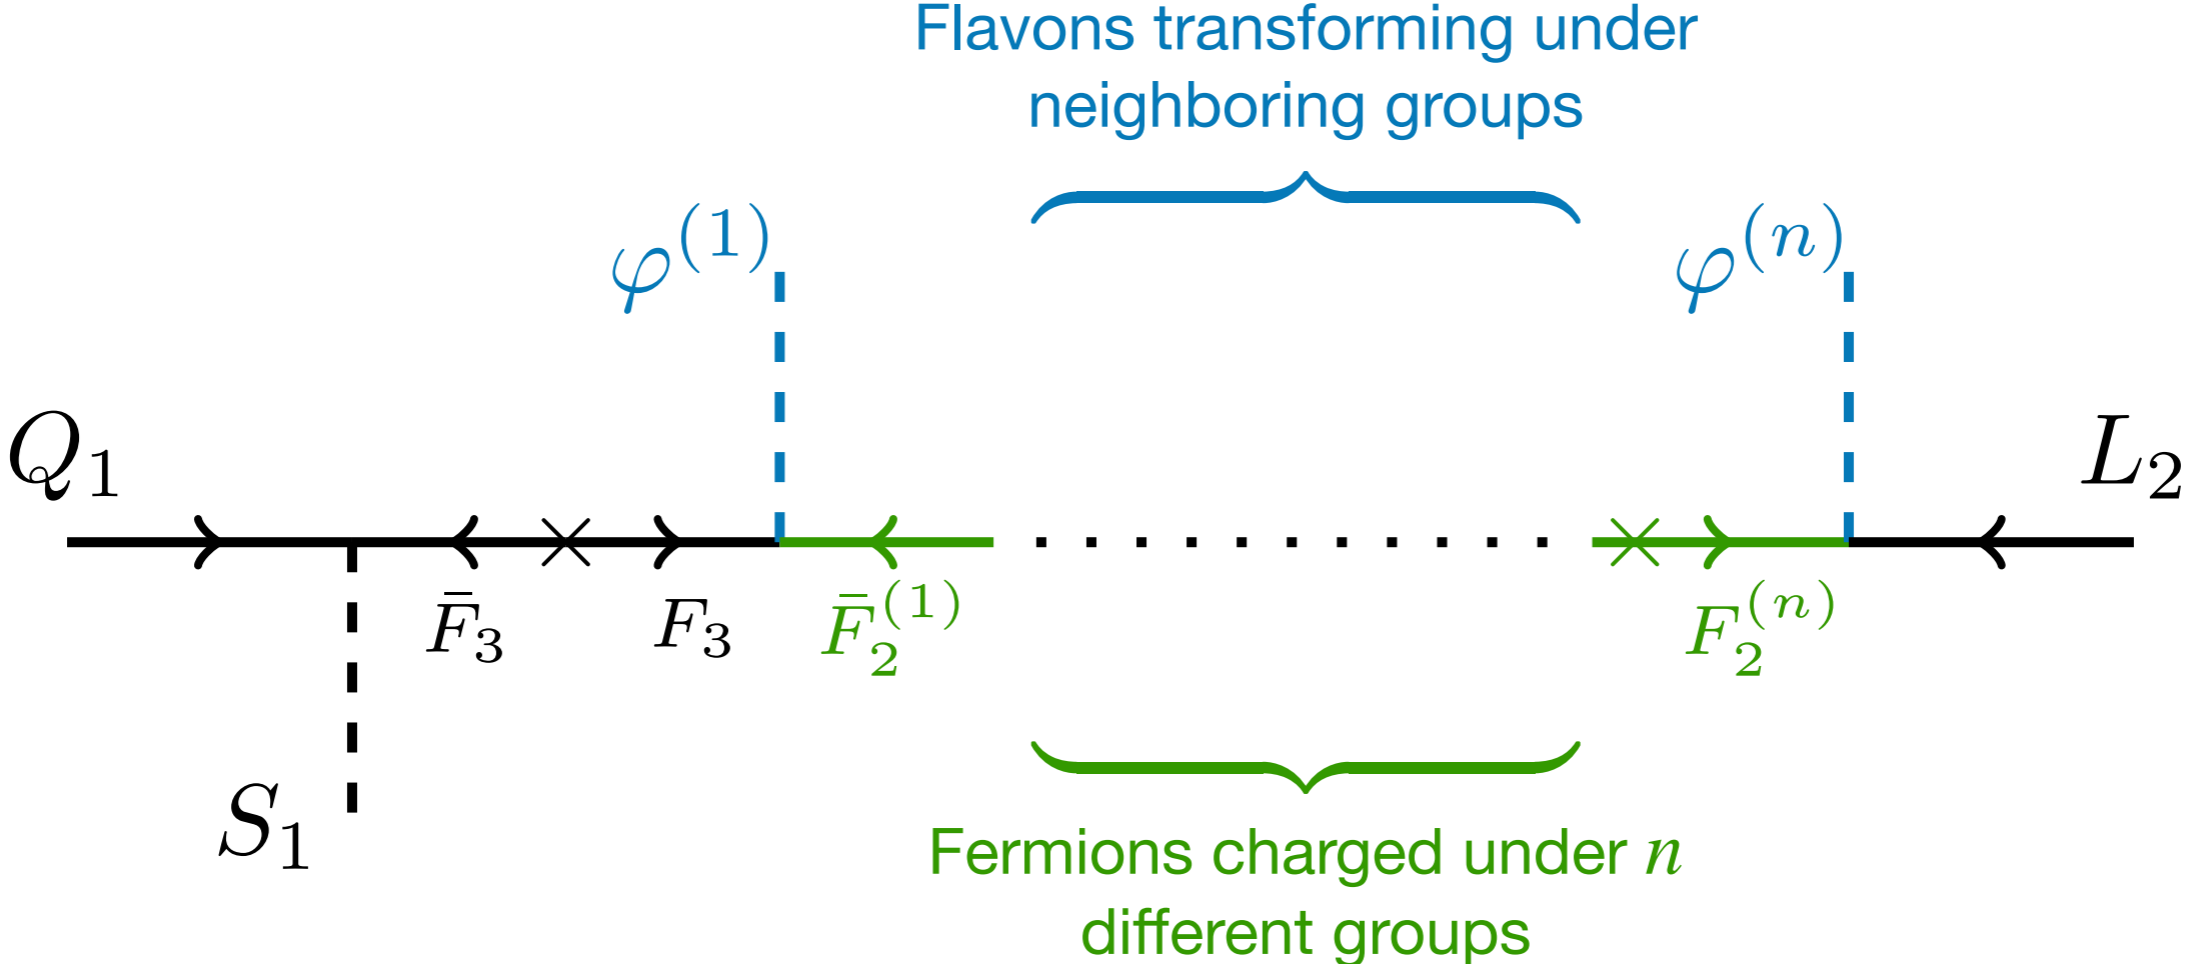 Flavons transforming under
neighboring groups
φ^(1)
φ^(n)
Q_1
L_2
F̄_3
F_3
F̄_2^(1)
F_2^(n)
S_1
Fermions charged under n
different groups